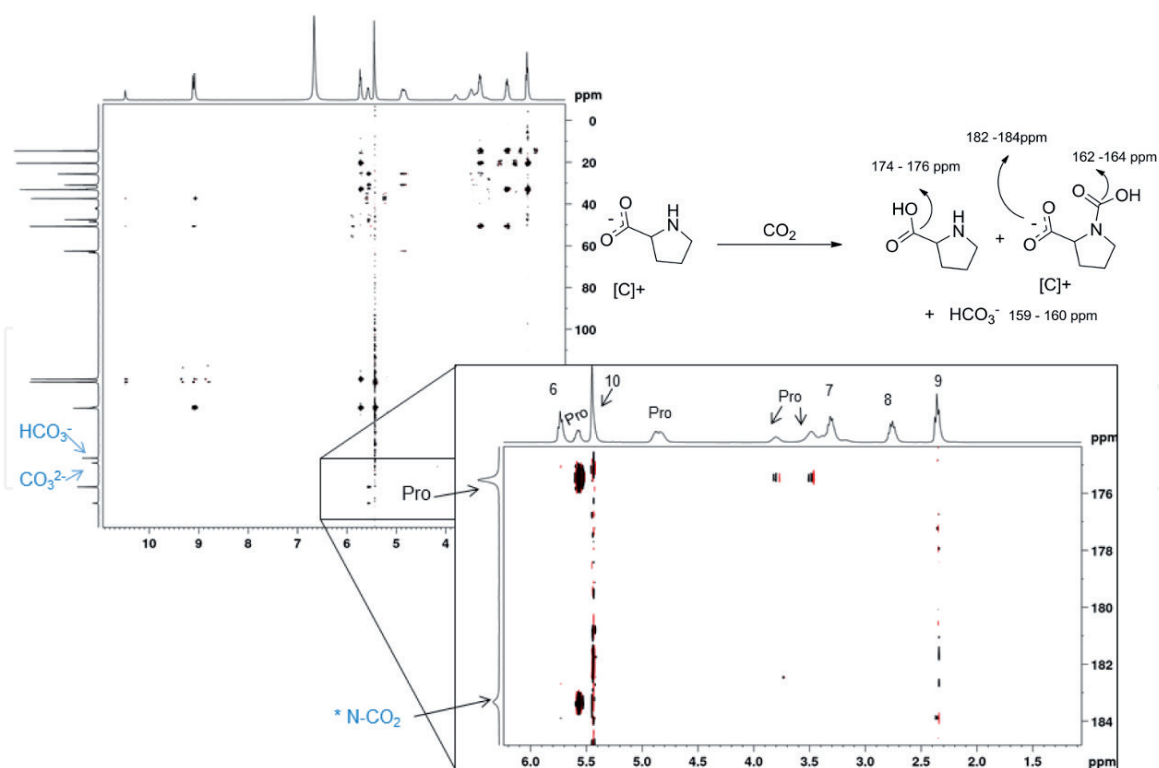 ppm
0
20
40
60
80
100
HCO₃⁻
CO₃²⁻
10 9 8 7 6 5 4
182 –184ppm
174 - 176 ppm
162 -164 ppm
O
⁻
O
NH
[C]+
CO₂
HO
O
NH
+
O
⁻
O
O
OH
N
[C]+
+ HCO₃⁻ 159 - 160 ppm
6 Pro 10 Pro Pro 7 8 9
ppm
176
178
180
182
184
Pro
* N-CO₂
6.0 5.5 5.0 4.5 4.0 3.5 3.0 2.5 2.0 1.5 ppm